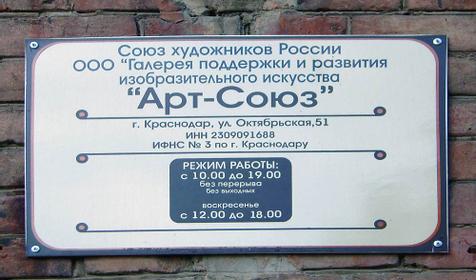 Союз художников России
ООО "Галерея поддержки и развития
изобразительного искусства
"Арт-Союз"
г. Краснодар, ул. Октябрьская,51
ИНН 2309091688
ИФНС № 3 по г. Краснодару
РЕЖИМ РАБОТЫ:
с 10.00 до 19.00
без перерыва
без выходных
воскресенье
с 12.00 до 18.00